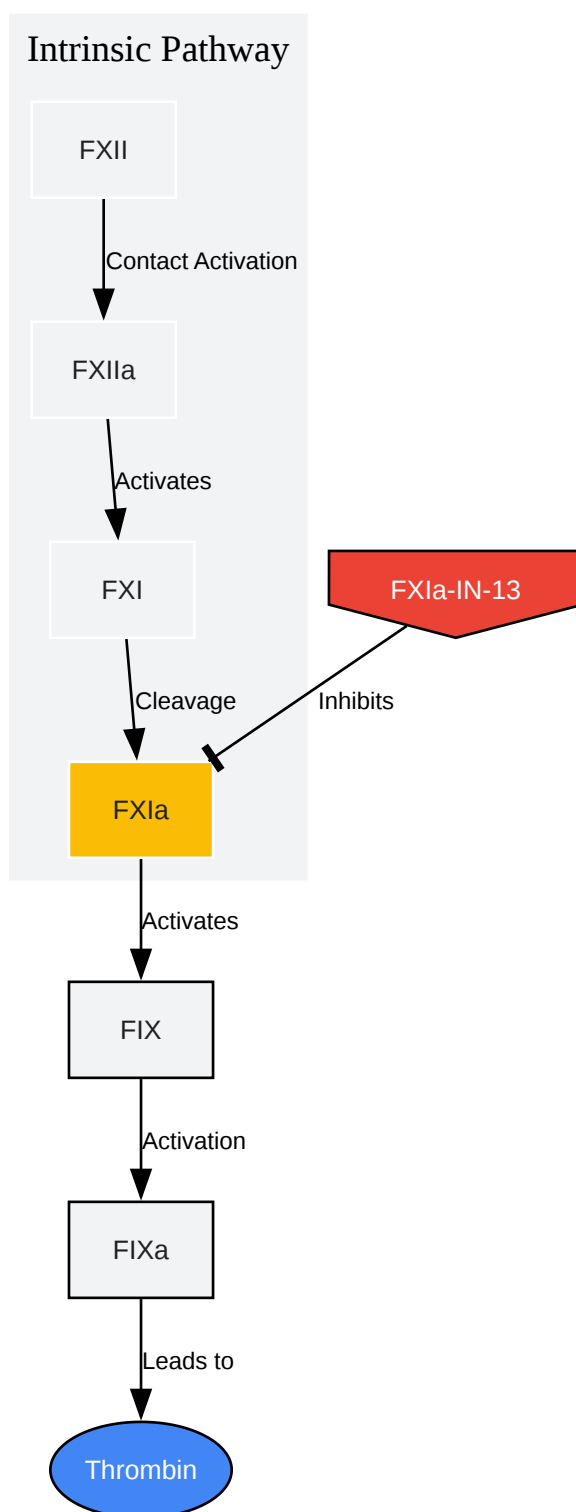 Intrinsic Pathway
FXII
Contact Activation
FXIIa
Activates
FXI
FXIa-IN-13
Cleavage
Inhibits
FXIa
Activates
FIX
Activation
FIXa
Leads to
Thrombin